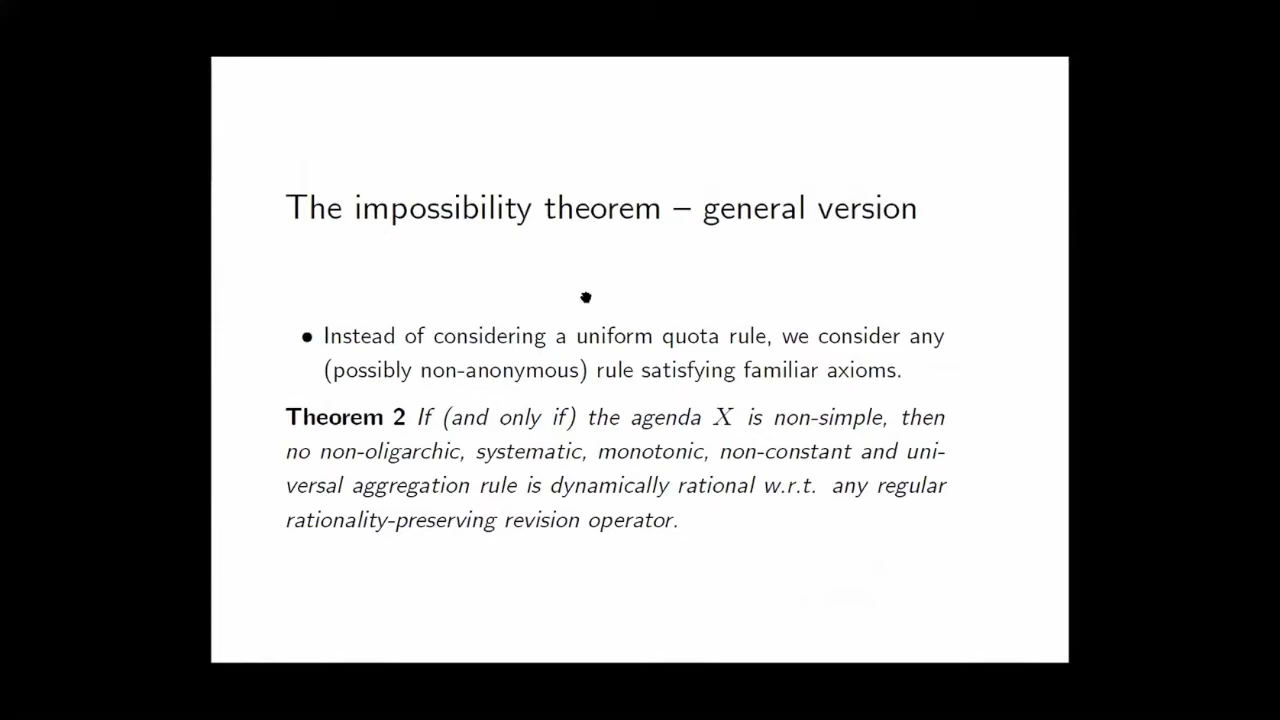 The impossibility theorem – general version
● Instead of considering a uniform quota rule, we consider any
(possibly non-anonymous) rule satisfying familiar axioms.
Theorem 2 If (and only if) the agenda X is non-simple, then
no non-oligarchic, systematic, monotonic, non-constant and uni-
versal aggregation rule is dynamically rational w.r.t. any regular
rationality-preserving revision operator.